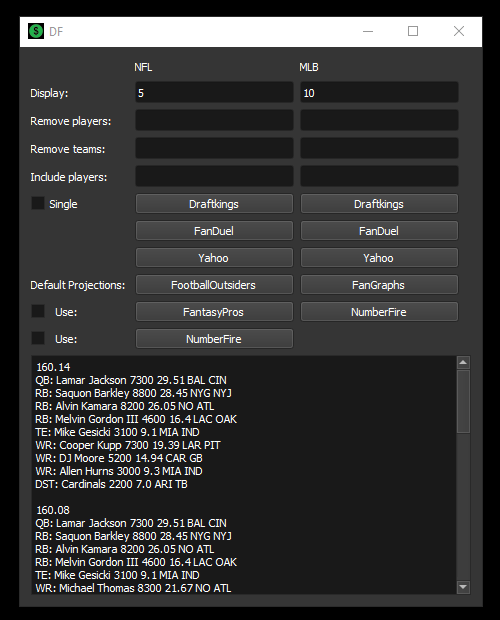 DF
NFL MLB
Display: 5 10
Remove players:
Remove teams:
Include players:
Single Draftkings Draftkings
FanDuel FanDuel
Yahoo Yahoo
Default Projections: FootballOutsiders FanGraphs
Use: FantasyPros NumberFire
Use: NumberFire
160.14
QB: Lamar Jackson 7300 29.51 BAL CIN
RB: Saquon Barkley 8800 28.45 NYG NYJ
RB: Alvin Kamara 8200 26.05 NO ATL
RB: Melvin Gordon III 4600 16.4 LAC OAK
TE: Mike Gesicki 3100 9.1 MIA IND
WR: Cooper Kupp 7300 19.39 LAR PIT
WR: DJ Moore 5200 14.94 CAR GB
WR: Allen Hurns 3000 9.3 MIA IND
DST: Cardinals 2200 7.0 ARI TB
160.08
QB: Lamar Jackson 7300 29.51 BAL CIN
RB: Saquon Barkley 8800 28.45 NYG NYJ
RB: Alvin Kamara 8200 26.05 NO ATL
RB: Melvin Gordon III 4600 16.4 LAC OAK
TE: Mike Gesicki 3100 9.1 MIA IND
WR: Michael Thomas 8300 21.67 NO ATL